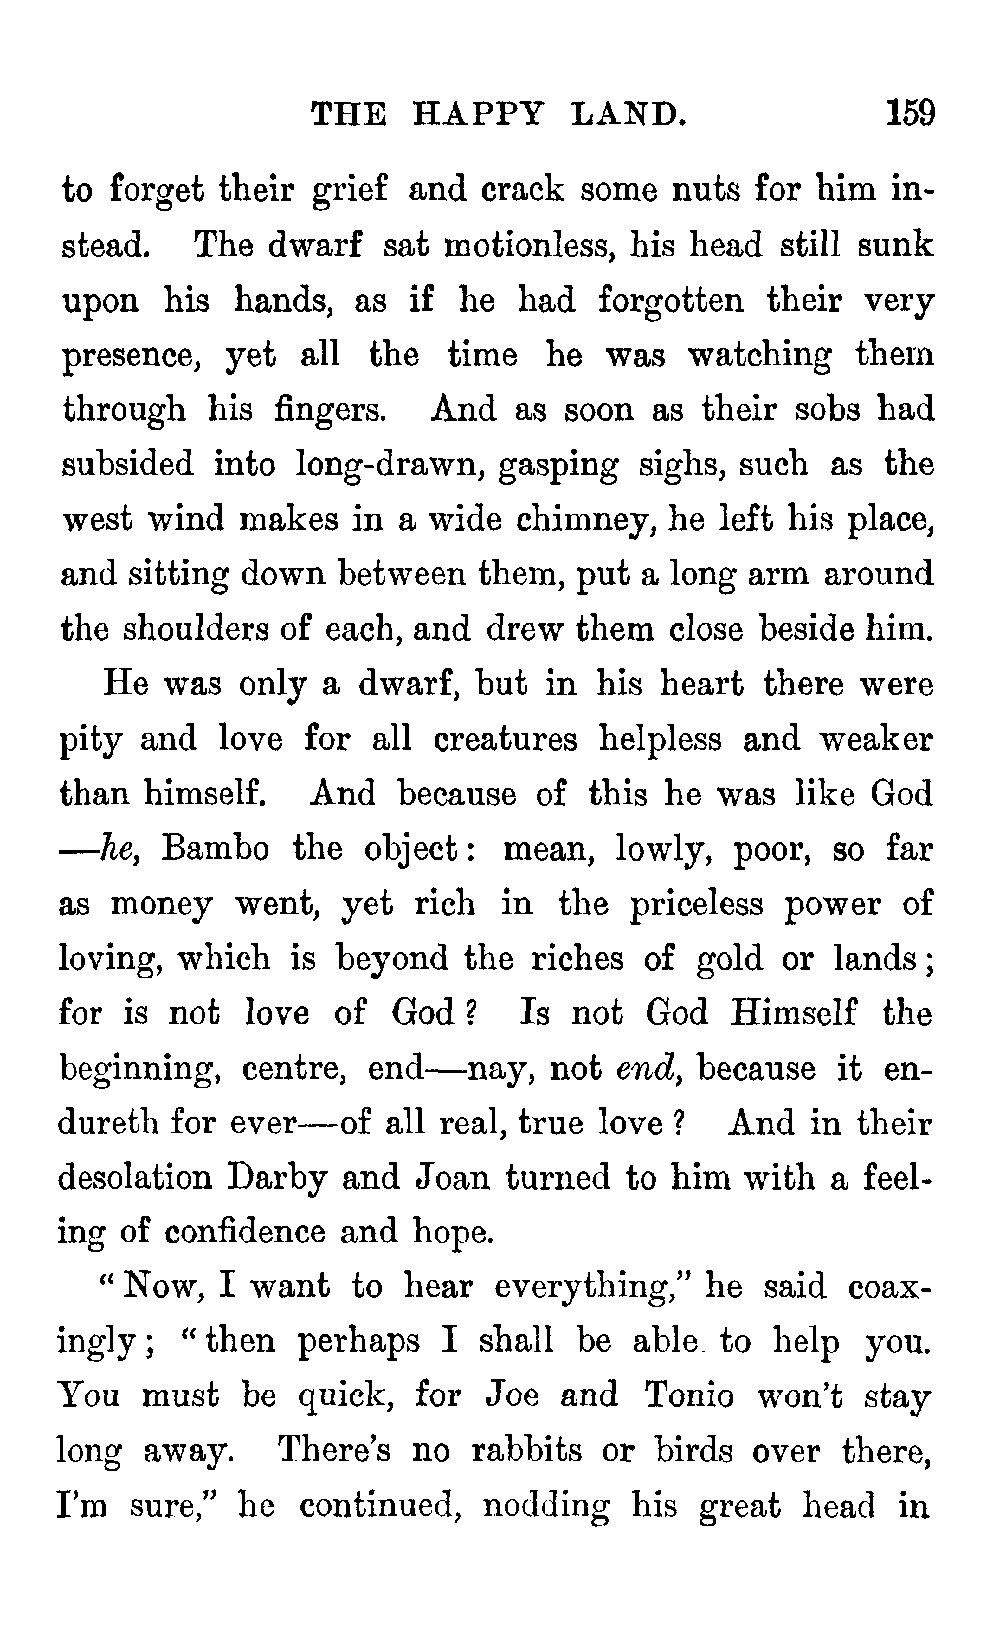 THE HAPPY LAND. 159
to forget their grief and crack some nuts for him in-
stead. The dwarf sat motionless, his head still sunk
upon his hands, as if he had forgotten their very
presence, yet all the time he was watching them
through his fingers. And as soon as their sobs had
subsided into long-drawn, gasping sighs, such as the
west wind makes in a wide chimney, he left his place,
and sitting down between them, put a long arm around
the shoulders of each, and drew them close beside him.
He was only a dwarf, but in his heart there were
pity and love for all creatures helpless and weaker
than himself. And because of this he was like God
—he, Bambo the object: mean, lowly, poor, so far
as money went, yet rich in the priceless power of
loving, which is beyond the riches of gold or lands;
for is not love of God? Is not God Himself the
beginning, centre, end—nay, not end, because it en-
dureth for ever—of all real, true love? And in their
desolation Darby and Joan turned to him with a feel-
ing of confidence and hope.
“Now, I want to hear everything,” he said coax-
ingly; “then perhaps I shall be able to help you.
You must be quick, for Joe and Tonio won’t stay
long away. There’s no rabbits or birds over there,
I’m sure,” he continued, nodding his great head in